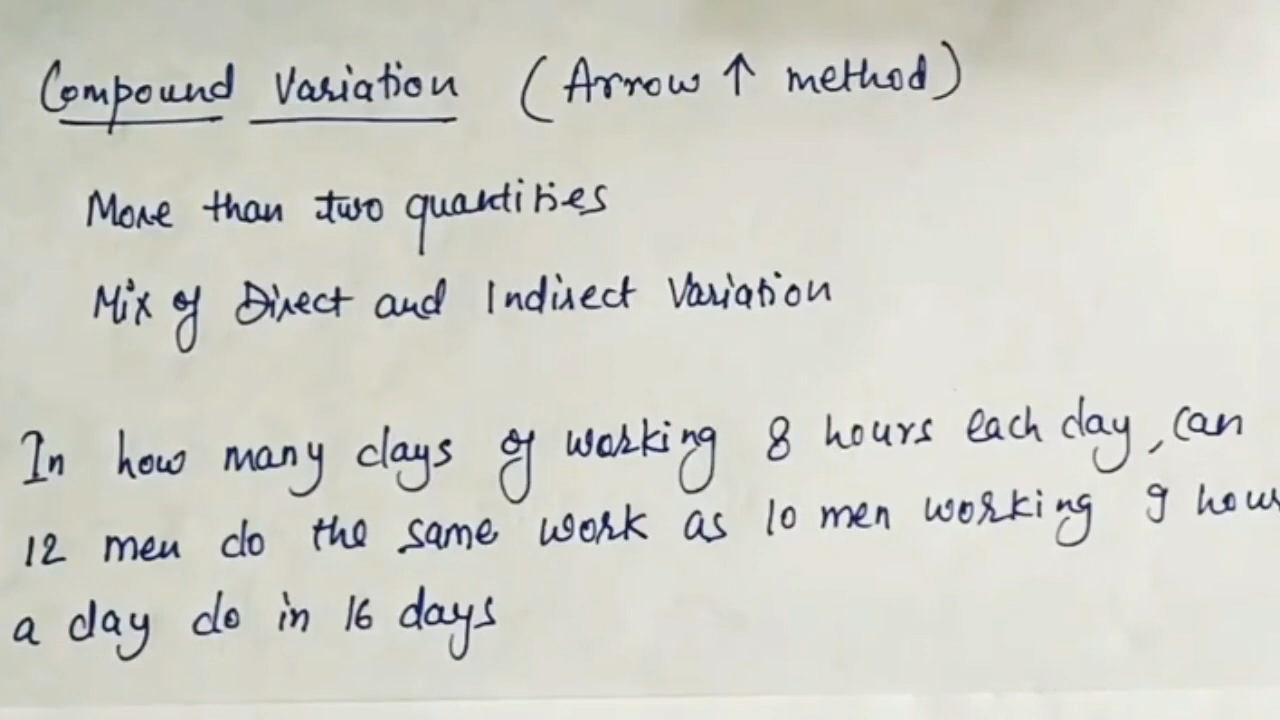 Compound Variation (Arrow ↑ method)
More than two quantities
Mix of Direct and Indirect Variation
In how many days of working 8 hours each day, can
12 men do the same work as 10 men working 9 hour
a day do in 16 days